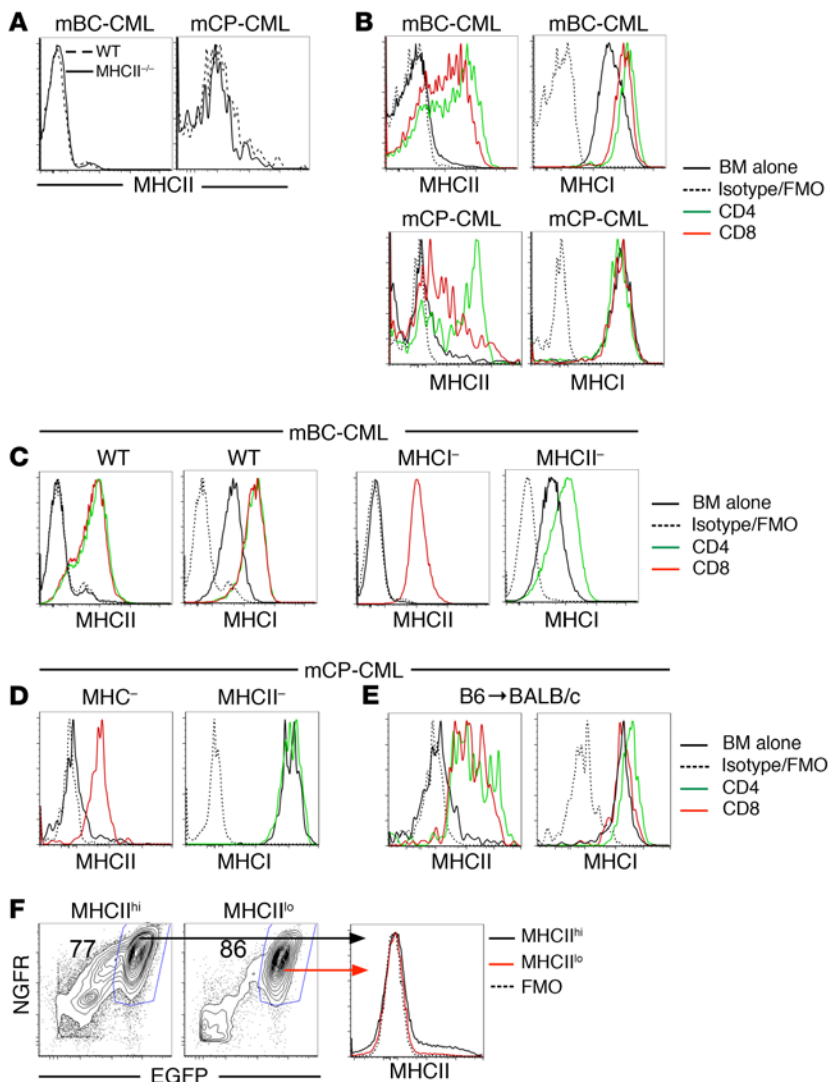 A
mBC-CML
mCP-CML
WT
MHCII⁻/⁻
MHCII
B
mBC-CML
mBC-CML
MHCII
MHCI
mCP-CML
mCP-CML
MHCII
MHCI
BM alone
Isotype/FMO
CD4
CD8
mBC-CML
C
WT
WT
MHCI⁻
MHCII⁻
MHCII
MHCI
MHCII
MHCI
BM alone
Isotype/FMO
CD4
CD8
mCP-CML
D
MHC⁻
MHCII⁻
MHCII
MHCI
E
B6→BALB/c
MHCII
MHCI
BM alone
Isotype/FMO
CD4
CD8
F
MHCIIʰⁱ
MHCIIˡᵒ
77
86
NGFR
EGFP
MHCII
MHCIIʰⁱ
MHCIIˡᵒ
FMO